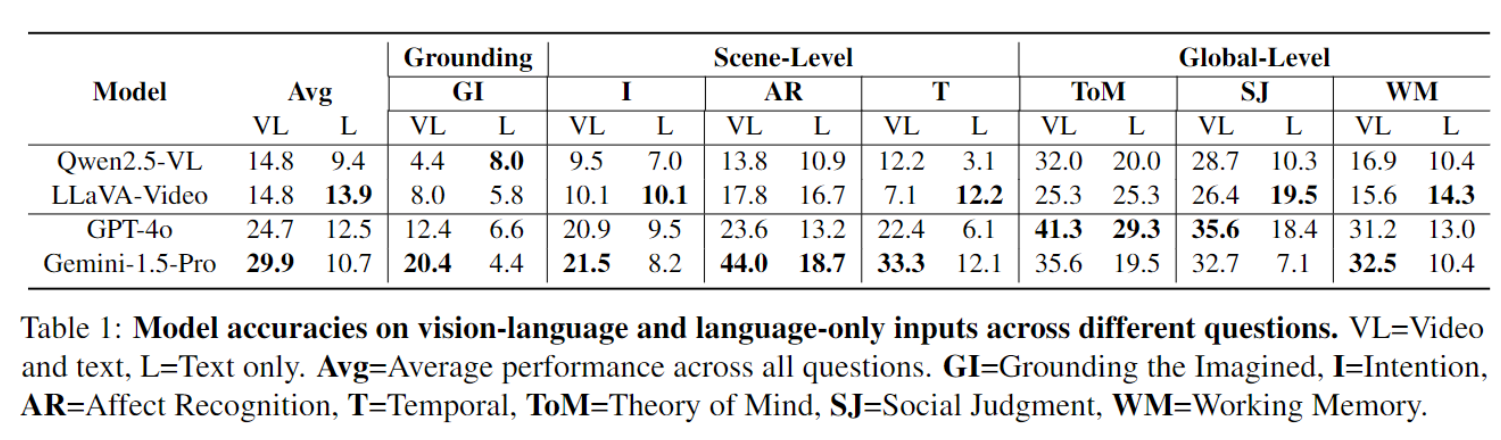 Grounding Scene-Level Global-Level
Model Avg GI I AR T ToM SJ WM
VL L VL L VL L VL L VL L VL L VL L VL L
Qwen2.5-VL 14.8 9.4 4.4 8.0 9.5 7.0 13.8 10.9 12.2 3.1 32.0 20.0 28.7 10.3 16.9 10.4
LLaVA-Video 14.8 13.9 8.0 5.8 10.1 10.1 17.8 16.7 7.1 12.2 25.3 25.3 26.4 19.5 15.6 14.3
GPT-4o 24.7 12.5 12.4 6.6 20.9 9.5 23.6 13.2 22.4 6.1 41.3 29.3 35.6 18.4 31.2 13.0
Gemini-1.5-Pro 29.9 10.7 20.4 4.4 21.5 8.2 44.0 18.7 33.3 12.1 35.6 19.5 32.7 7.1 32.5 10.4
Table 1: Model accuracies on vision-language and language-only inputs across different questions. VL=Video
and text, L=Text only. Avg=Average performance across all questions. GI=Grounding the Imagined, I=Intention,
AR=Affect Recognition, T=Temporal, ToM=Theory of Mind, SJ=Social Judgment, WM=Working Memory.